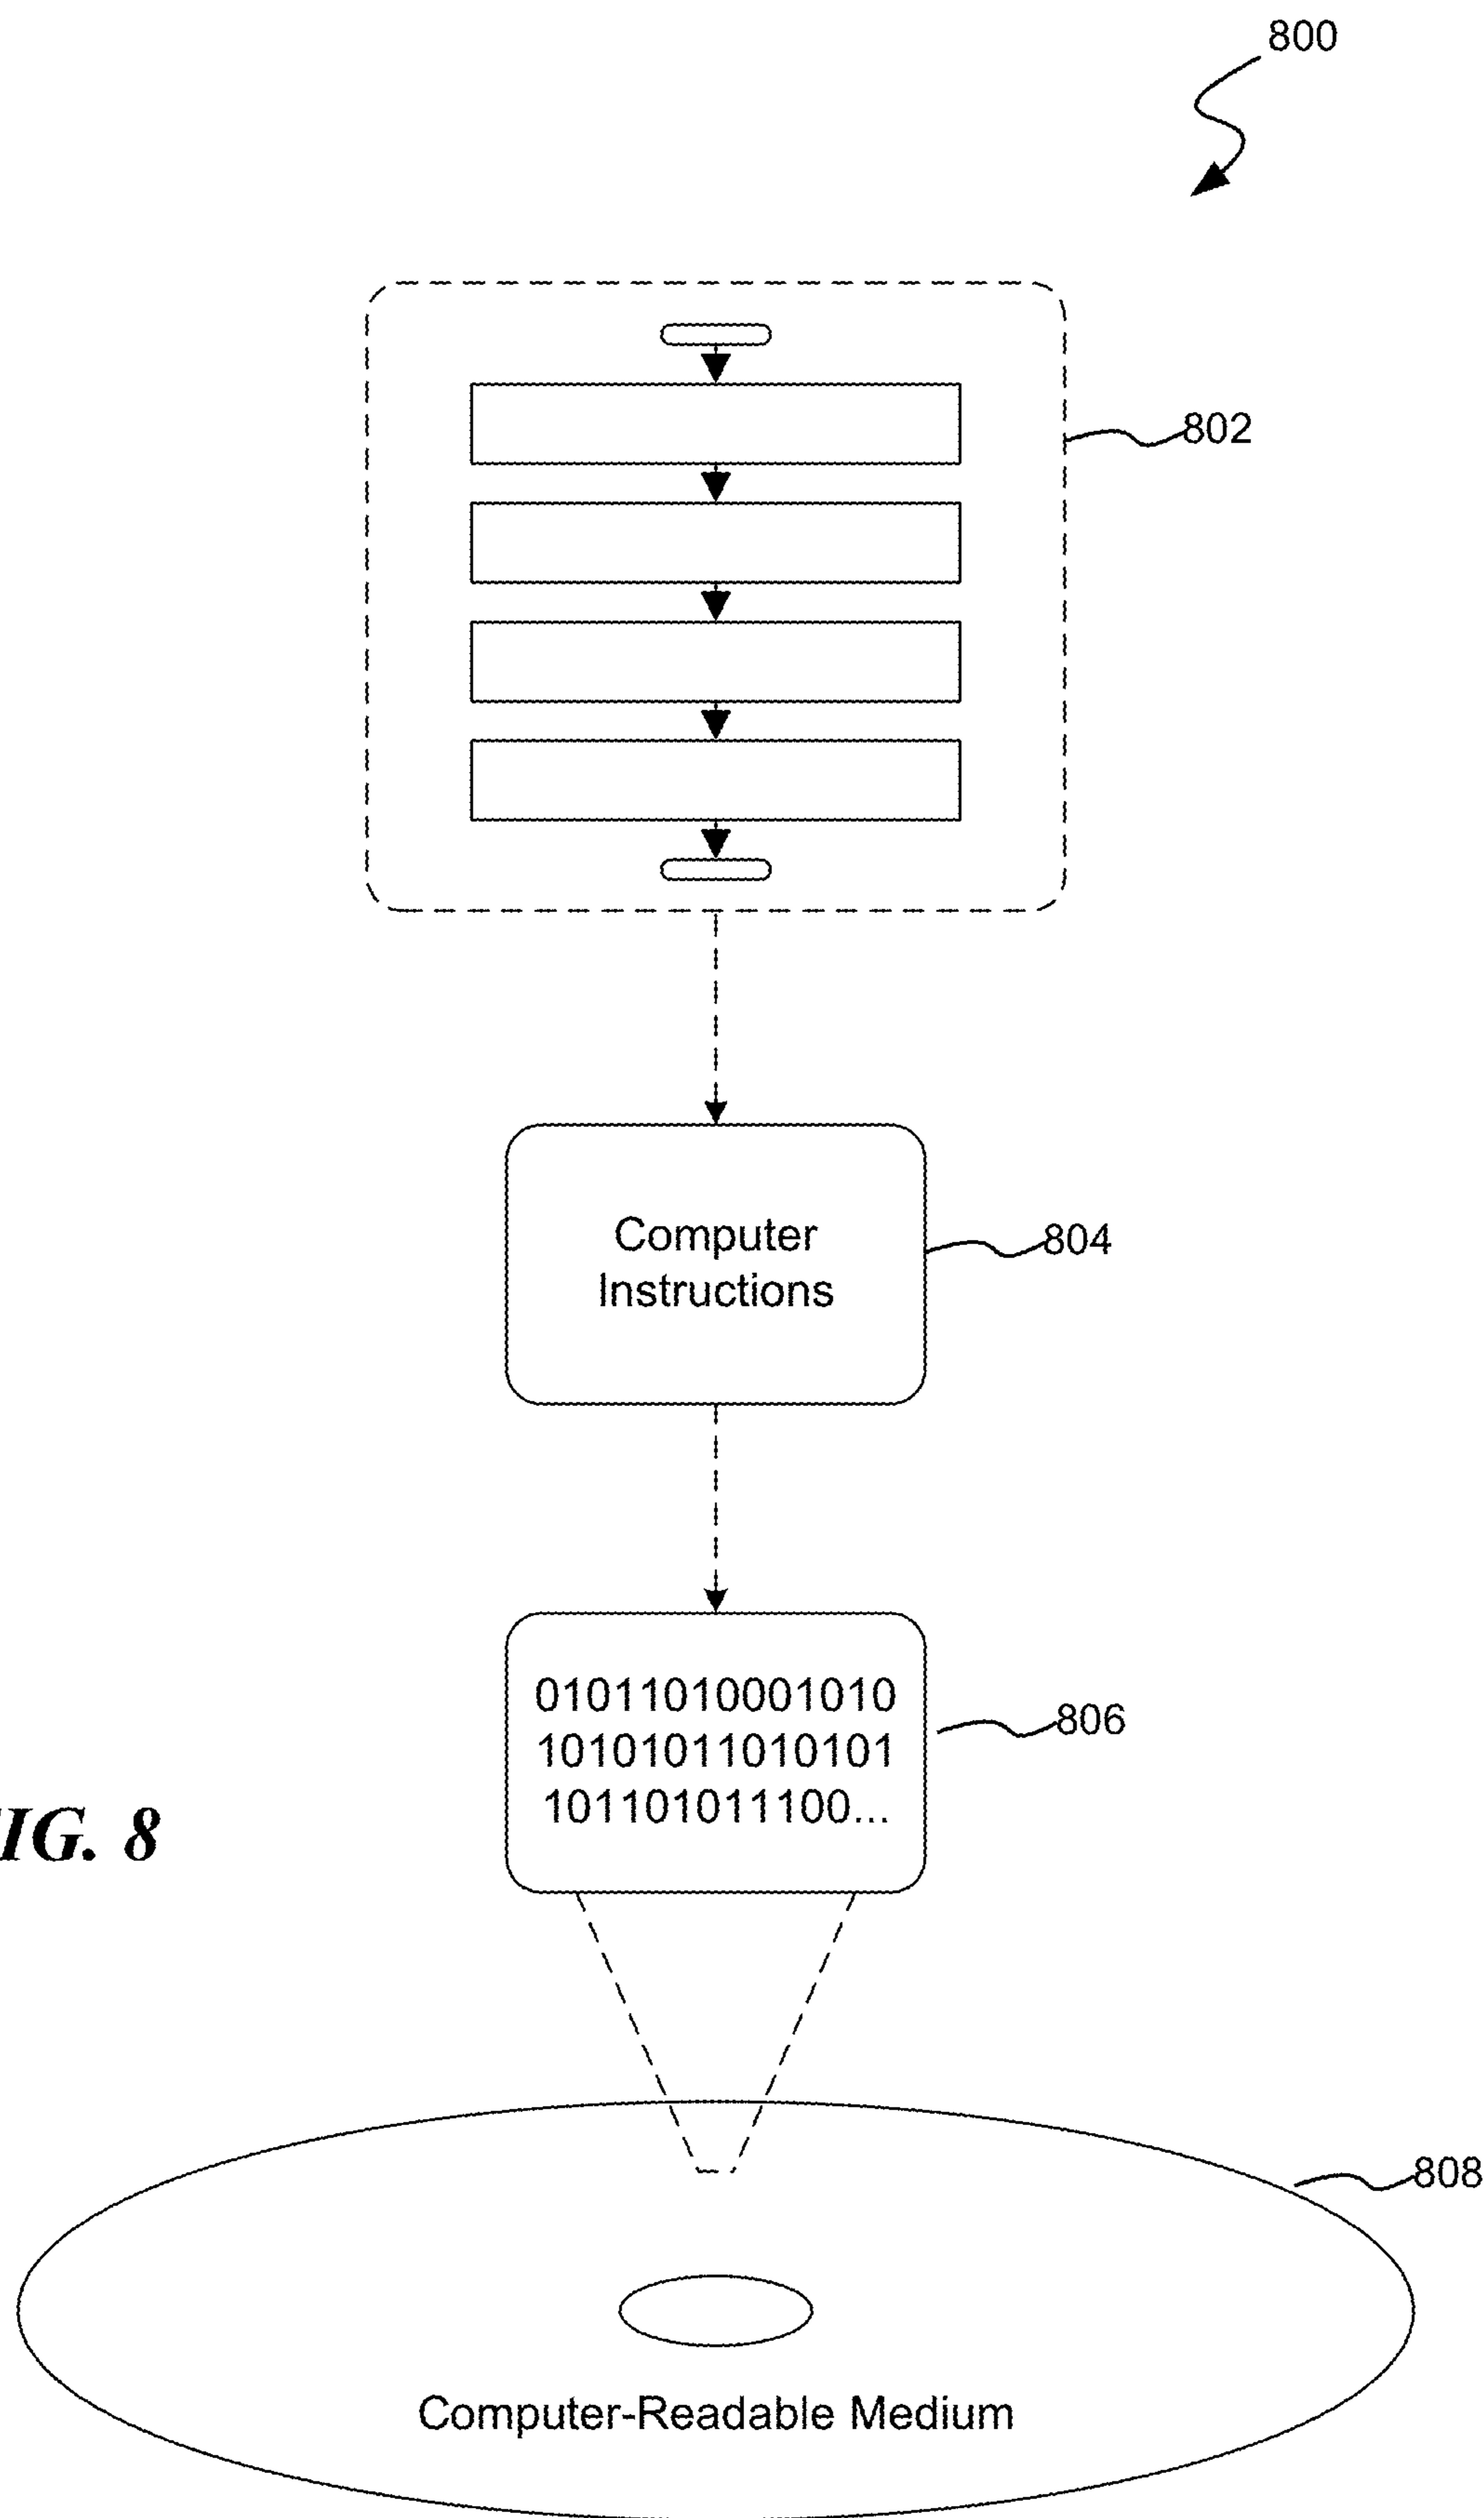 800
802
Computer
Instructions
804
01011010001010
10101011010101
101101011100...
806
IG. 8
808
Computer-Readable Medium